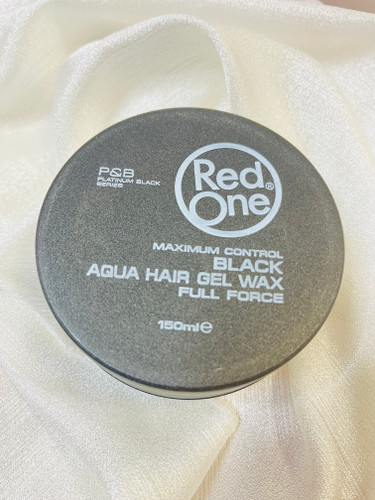 P&B
PLATINUM BLACK
SERIES
Red®
One
MAXIMUM CONTROL
BLACK
AQUA HAIR GEL WAX
FULL FORCE
150ml℮